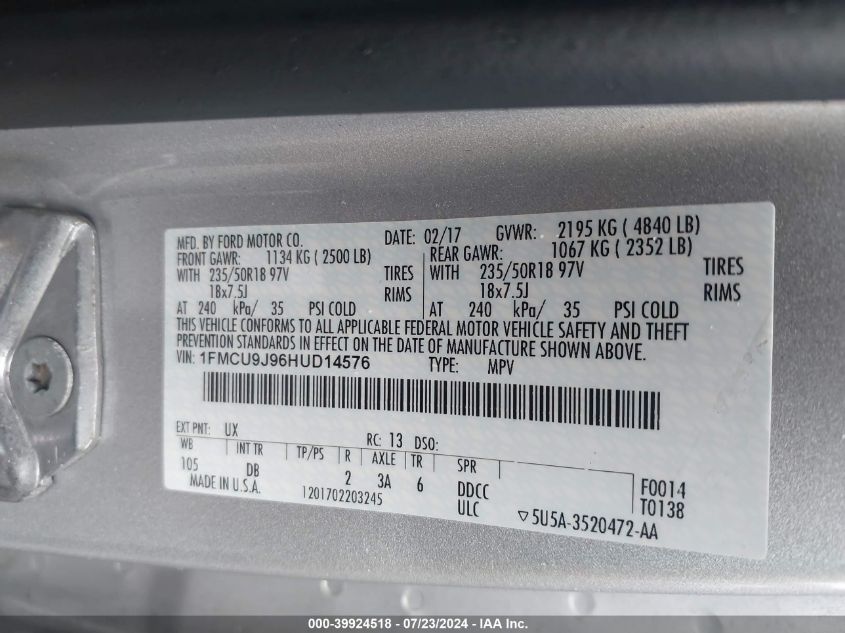 MFD. BY FORD MOTOR CO. DATE: 02/17 GVWR: 2195 KG ( 4840 LB)
FRONT GAWR: 1134 KG ( 2500 LB) REAR GAWR: 1067 KG ( 2352 LB)
WITH 235/50R18 97V TIRES WITH 235/50R18 97V TIRES
18x7.5J RIMS 18x7.5J RIMS
AT 240 kPa/ 35 PSI COLD AT 240 kPa/ 35 PSI COLD
THIS VEHICLE CONFORMS TO ALL APPLICABLE FEDERAL MOTOR VEHICLE SAFETY AND THEFT
PREVENTION STANDARDS IN EFFECT ON THE DATE OF MANUFACTURE SHOWN ABOVE.
VIN: 1FMCU9J96HUD14576 TYPE: MPV
EXT PNT: UX RC: 13 DSO:
WB INT TR TP/PS R AXLE TR SPR
105 DB 2 3A 6 DDCC F0014
MADE IN U.S.A. 1201702203245 ULC T0138
▽5U5A-3520472-AA
000-39924518 - 07/23/2024 - IAA Inc.